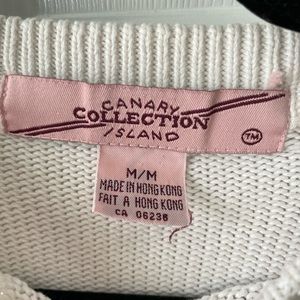 CANARY
COLLECTION
ISLAND
TM
M/M
MADE IN HONG KONG
FAIT A HONG KONG
CA 06238